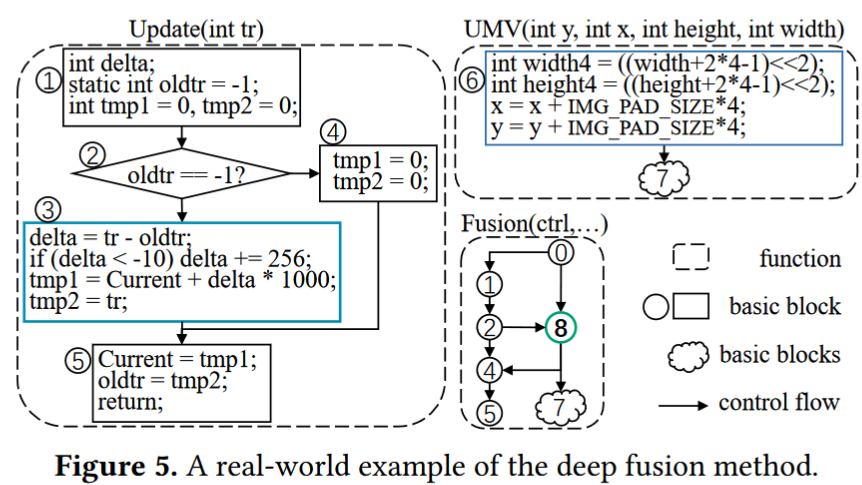 Update(int tr)
① int delta;
static int oldtr = -1;
int tmp1 = 0, tmp2 = 0;
②
oldtr == -1?
④
tmp1 = 0;
tmp2 = 0;
③
delta = tr - oldtr;
if (delta < -10) delta += 256;
tmp1 = Current + delta * 1000;
tmp2 = tr;
⑤ Current = tmp1;
oldtr = tmp2;
return;
UMV(int y, int x, int height, int width)
⑥ int width4 = ((width+2*4-1)<<2);
int height4 = ((height+2*4-1)<<2);
x = x + IMG_PAD_SIZE*4;
y = y + IMG_PAD_SIZE*4;
7
Fusion(ctrl,…)
⓪
①
② 8
④
⑤ 7
function
basic block
basic blocks
control flow
Figure 5. A real-world example of the deep fusion method.